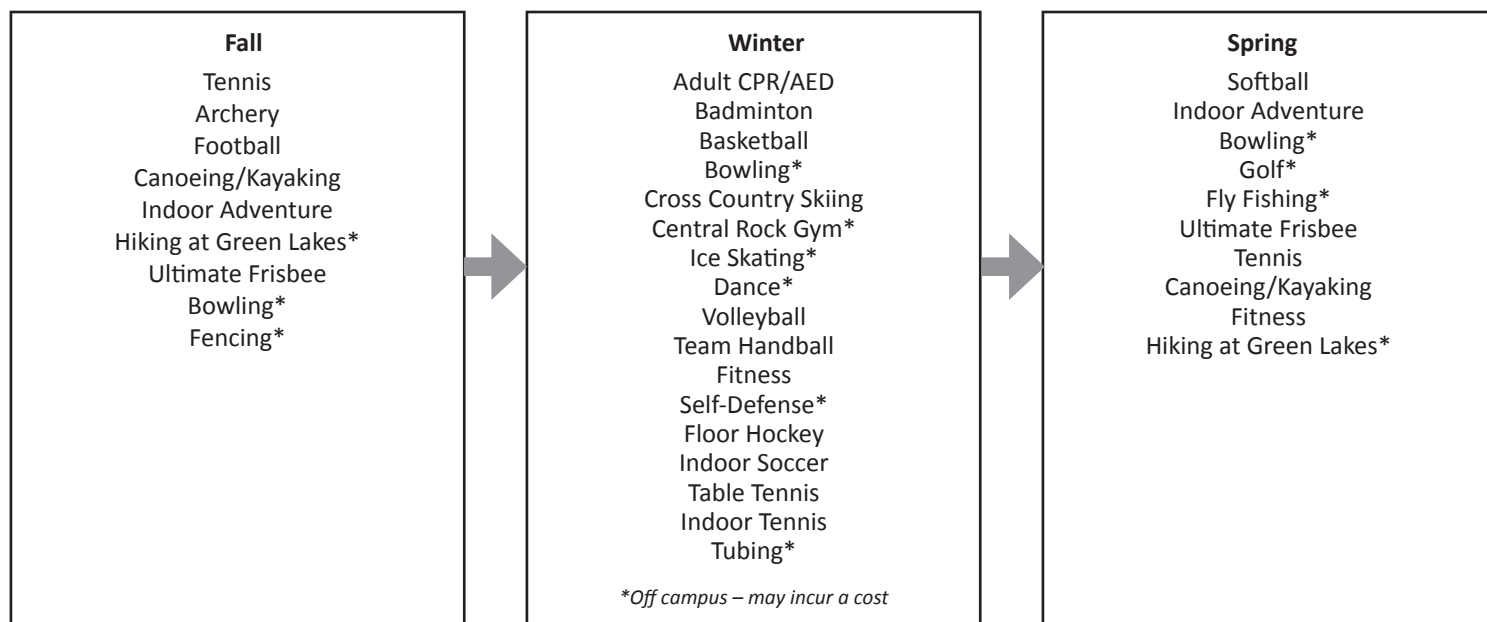 Fall
Tennis
Archery
Football
Canoeing/Kayaking
Indoor Adventure
Hiking at Green Lakes*
Ultimate Frisbee
Bowling*
Fencing*
Winter
Adult CPR/AED
Badminton
Basketball
Bowling*
Cross Country Skiing
Central Rock Gym*
Ice Skating*
Dance*
Volleyball
Team Handball
Fitness
Self-Defense*
Floor Hockey
Indoor Soccer
Table Tennis
Indoor Tennis
Tubing*
*Off campus – may incur a cost
Spring
Softball
Indoor Adventure
Bowling*
Golf*
Fly Fishing*
Ultimate Frisbee
Tennis
Canoeing/Kayaking
Fitness
Hiking at Green Lakes*